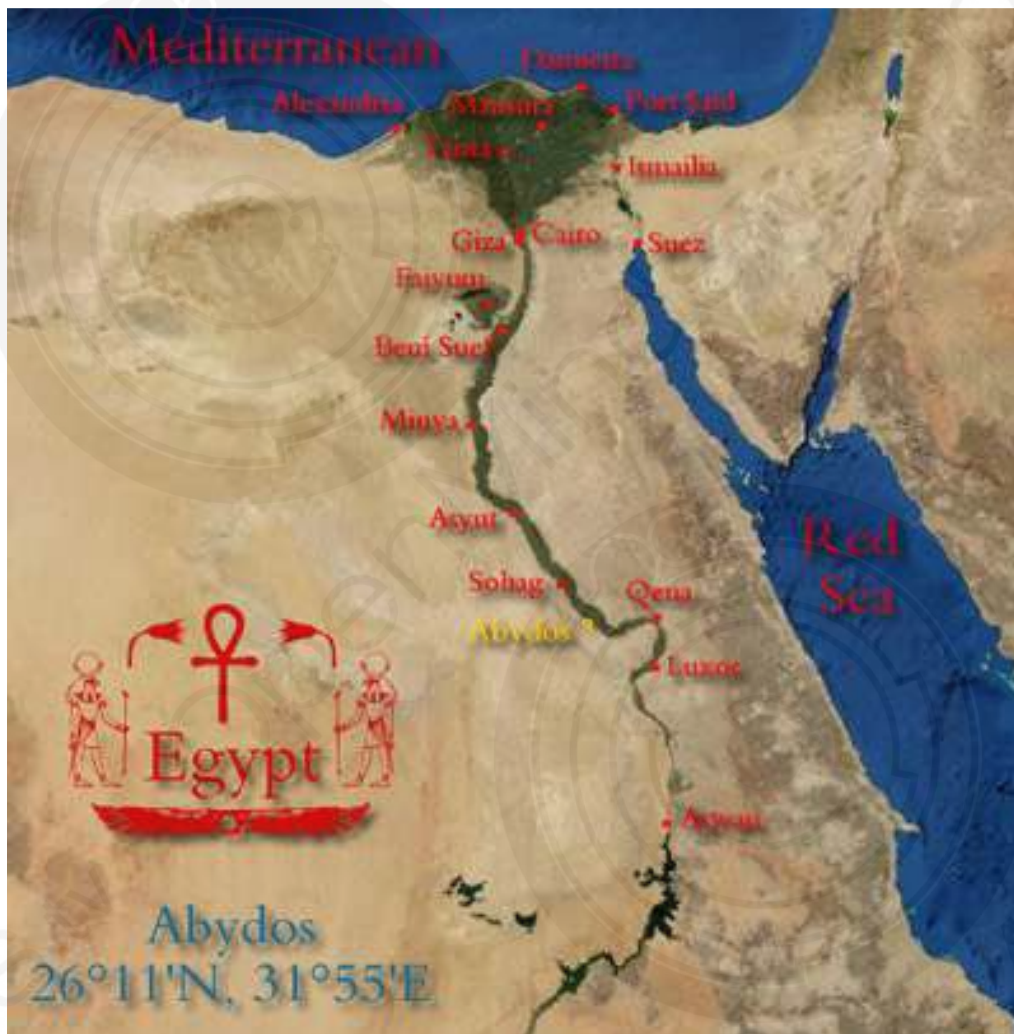 Mediterranean
Damietta
Alexandria
Mansura
Port Said
Tanta
Ismailia
Giza
Cairo
Suez
Fayum
Beni Suef
Minya
Asyut
Red
Sea
Sohag
Qena
Abydos
Luxor
Egypt
Aswan
Abydos
26°11'N, 31°55'E